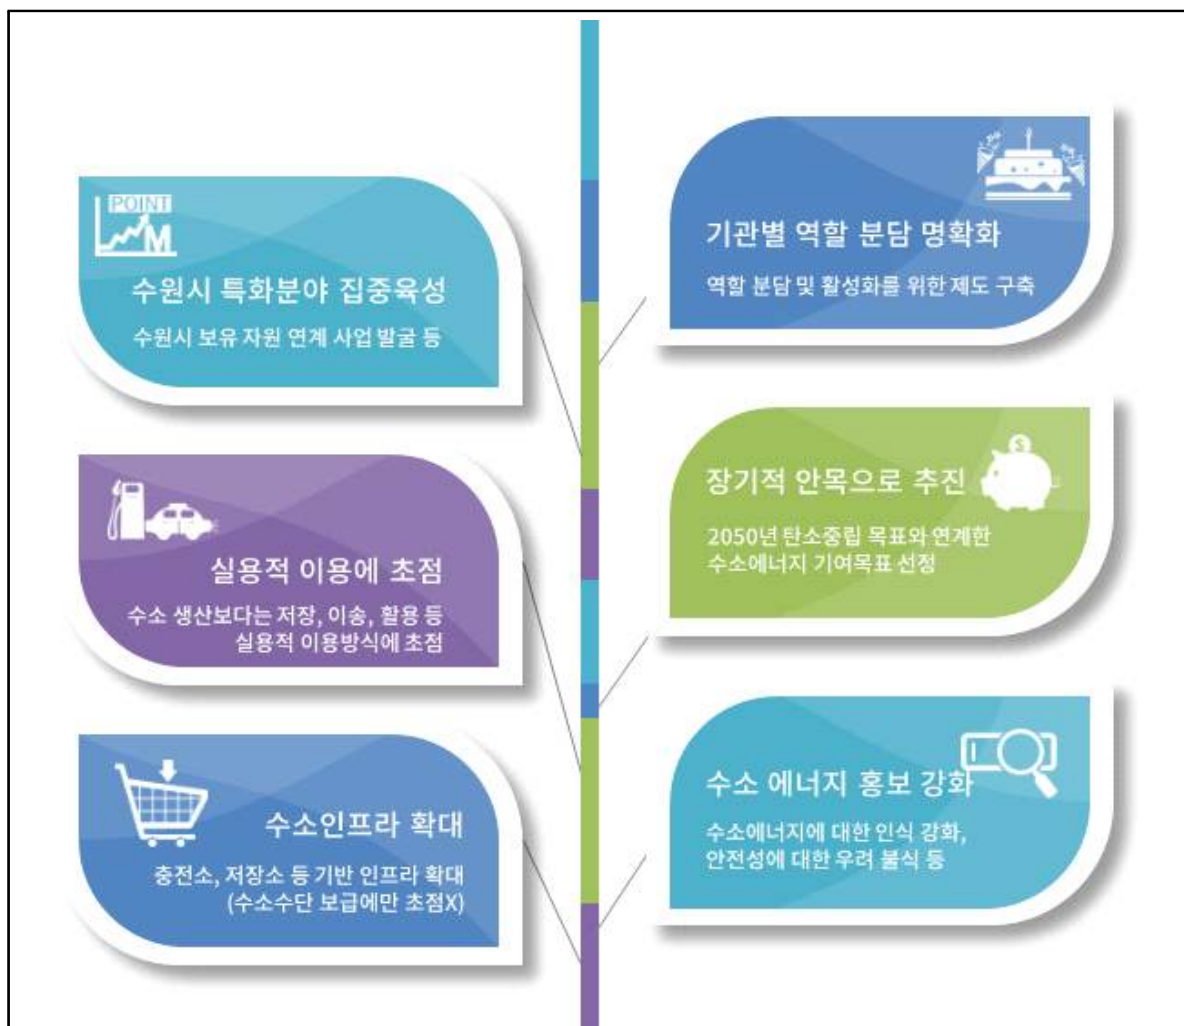 POINT
M
수원시 특화분야 집중육성
수원시 보유 자원 연계 사업 발굴 등
기관별 역할 분담 명확화
역할 분담 및 활성화를 위한 제도 구축
실용적 이용에 초점
수소 생산보다는 저장, 이송, 활용 등
실용적 이용방식에 초점
$
장기적 안목으로 추진
2050년 탄소중립 목표와 연계한
수소에너지 기여목표 선정
수소인프라 확대
충전소, 저장소 등 기반 인프라 확대
(수소수단 보급에만 초점X)
수소 에너지 홍보 강화
수소에너지에 대한 인식 강화,
안전성에 대한 우려 불식 등